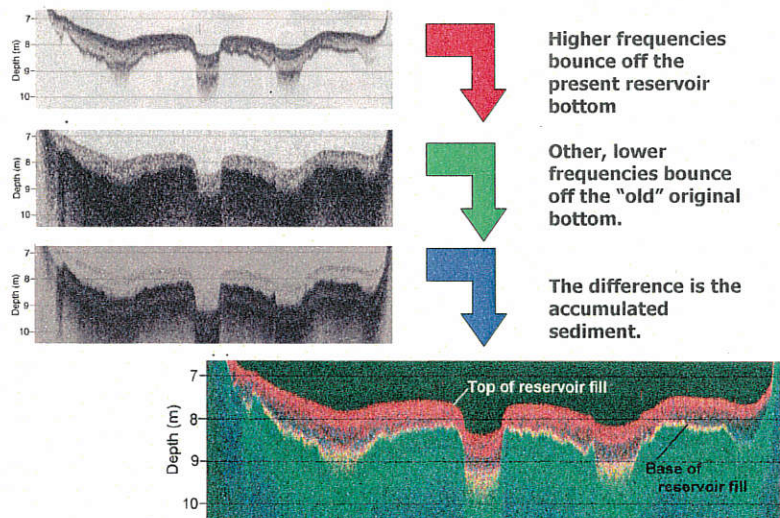 Depth (m)
7
8
9
10
Higher frequencies
bounce off the
present reservoir
bottom
Depth (m)
7
8
9
10
Other, lower
frequencies bounce
off the “old” original
bottom.
Depth (m)
7
8
9
10
The difference is the
accumulated
sediment.
Depth (m)
7
8
9
10
Top of reservoir fill
Base of
reservoir fill